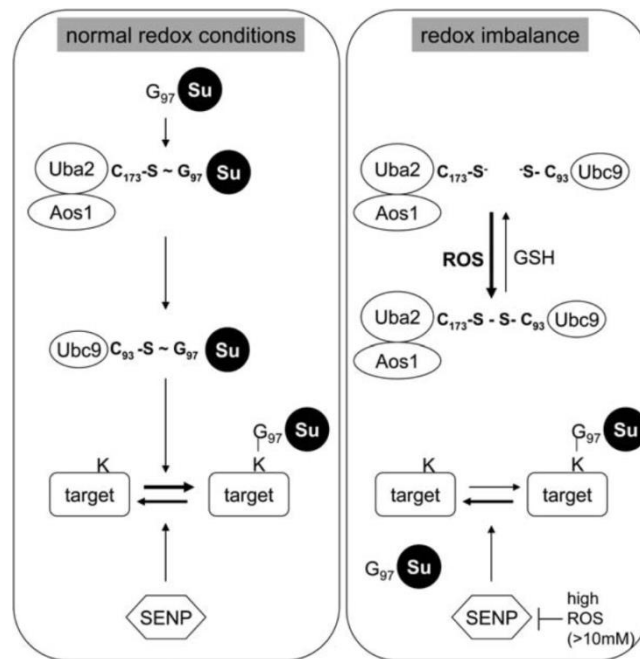 normal redox conditions
G97 Su
Uba2 C173-S ~ G97 Su
Aos1
Ubc9 C93 -S ~ G97 Su
G97 Su
K K
target target
SENP
redox imbalance
Uba2 C173-S- -S- C93 Ubc9
Aos1
ROS GSH
Uba2 C173-S - S- C93 Ubc9
Aos1
G97 Su
K K
target target
G97 Su
SENP high
ROS
(>10mM)